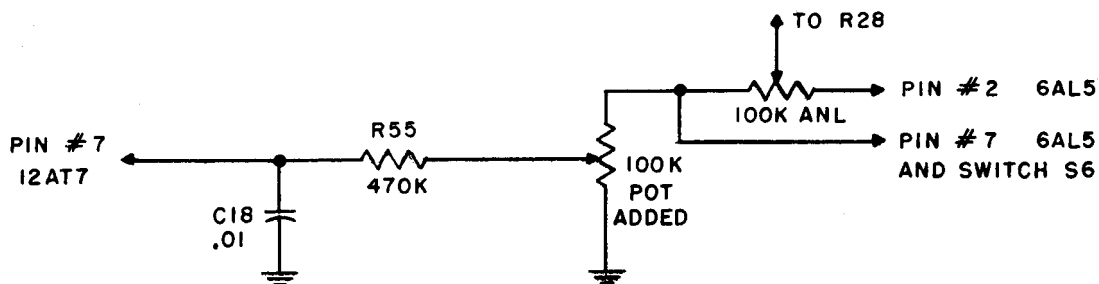 TO R28
PIN #2 6AL5
100K ANL
R55
PIN #7
12AT7
470K
100K
POT
ADDED
PIN #7 6AL5
AND SWITCH S6
C18
.01